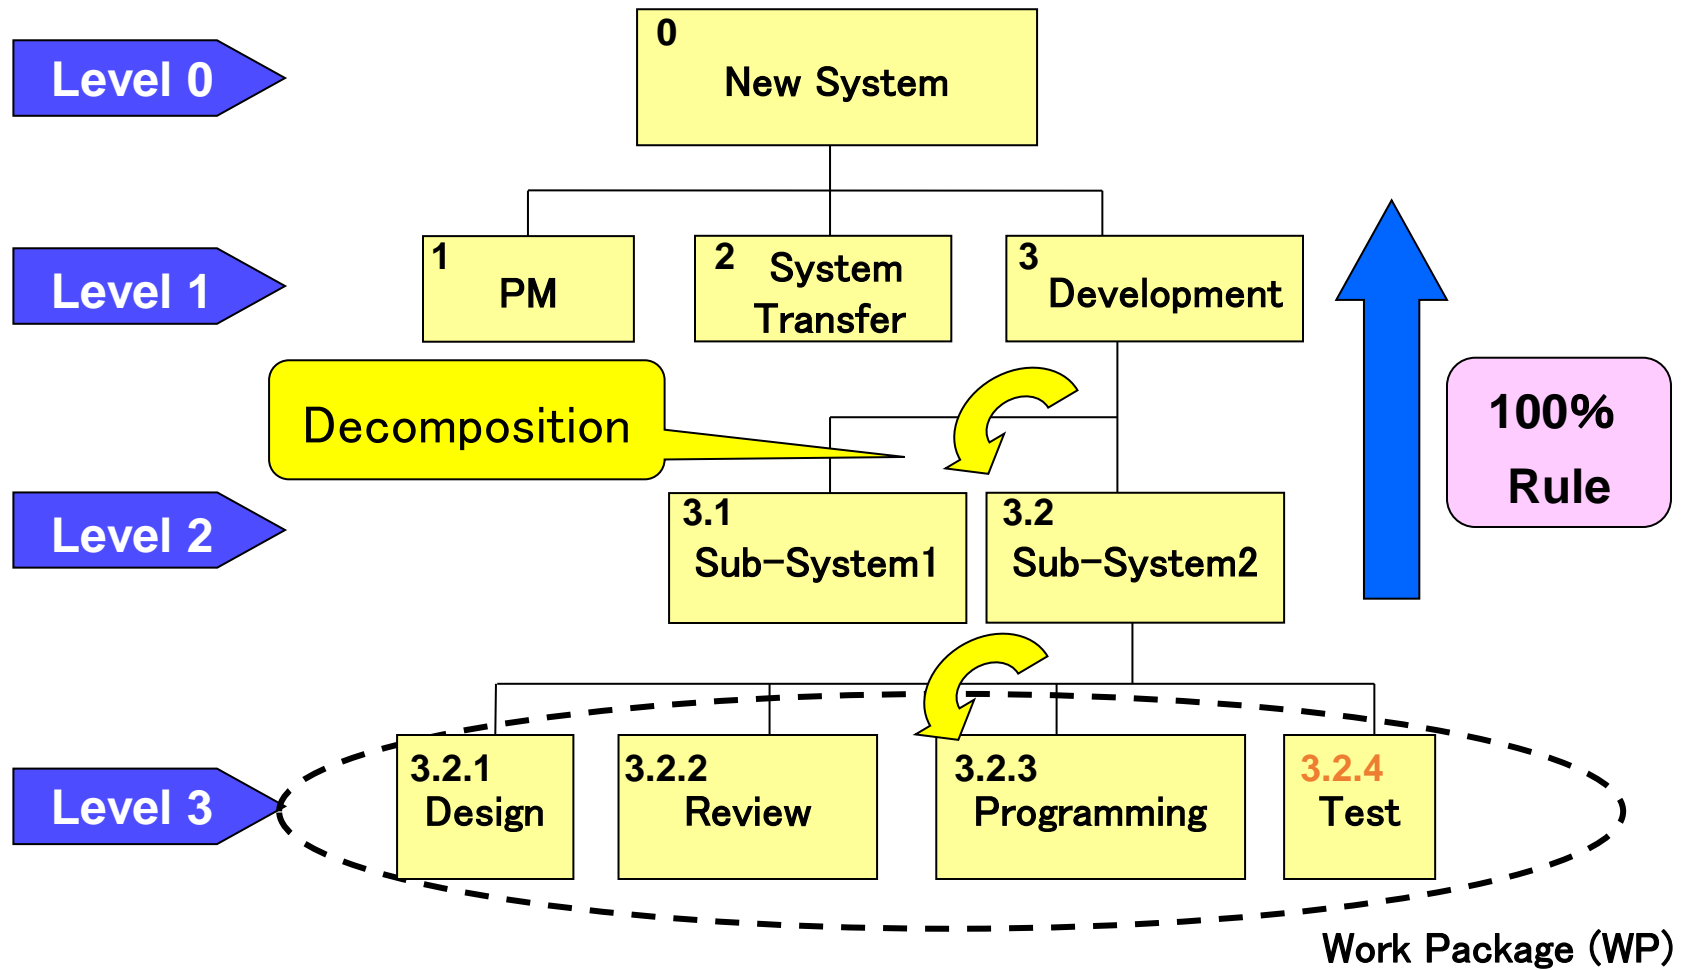 Level 0
0
New System
Level 1
1
PM
2
System
Transfer
3
Development
Decomposition
100%
Rule
Level 2
3.1
Sub-System1
3.2
Sub-System2
Level 3
3.2.1
Design
3.2.2
Review
3.2.3
Programming
3.2.4
Test
Work Package (WP)